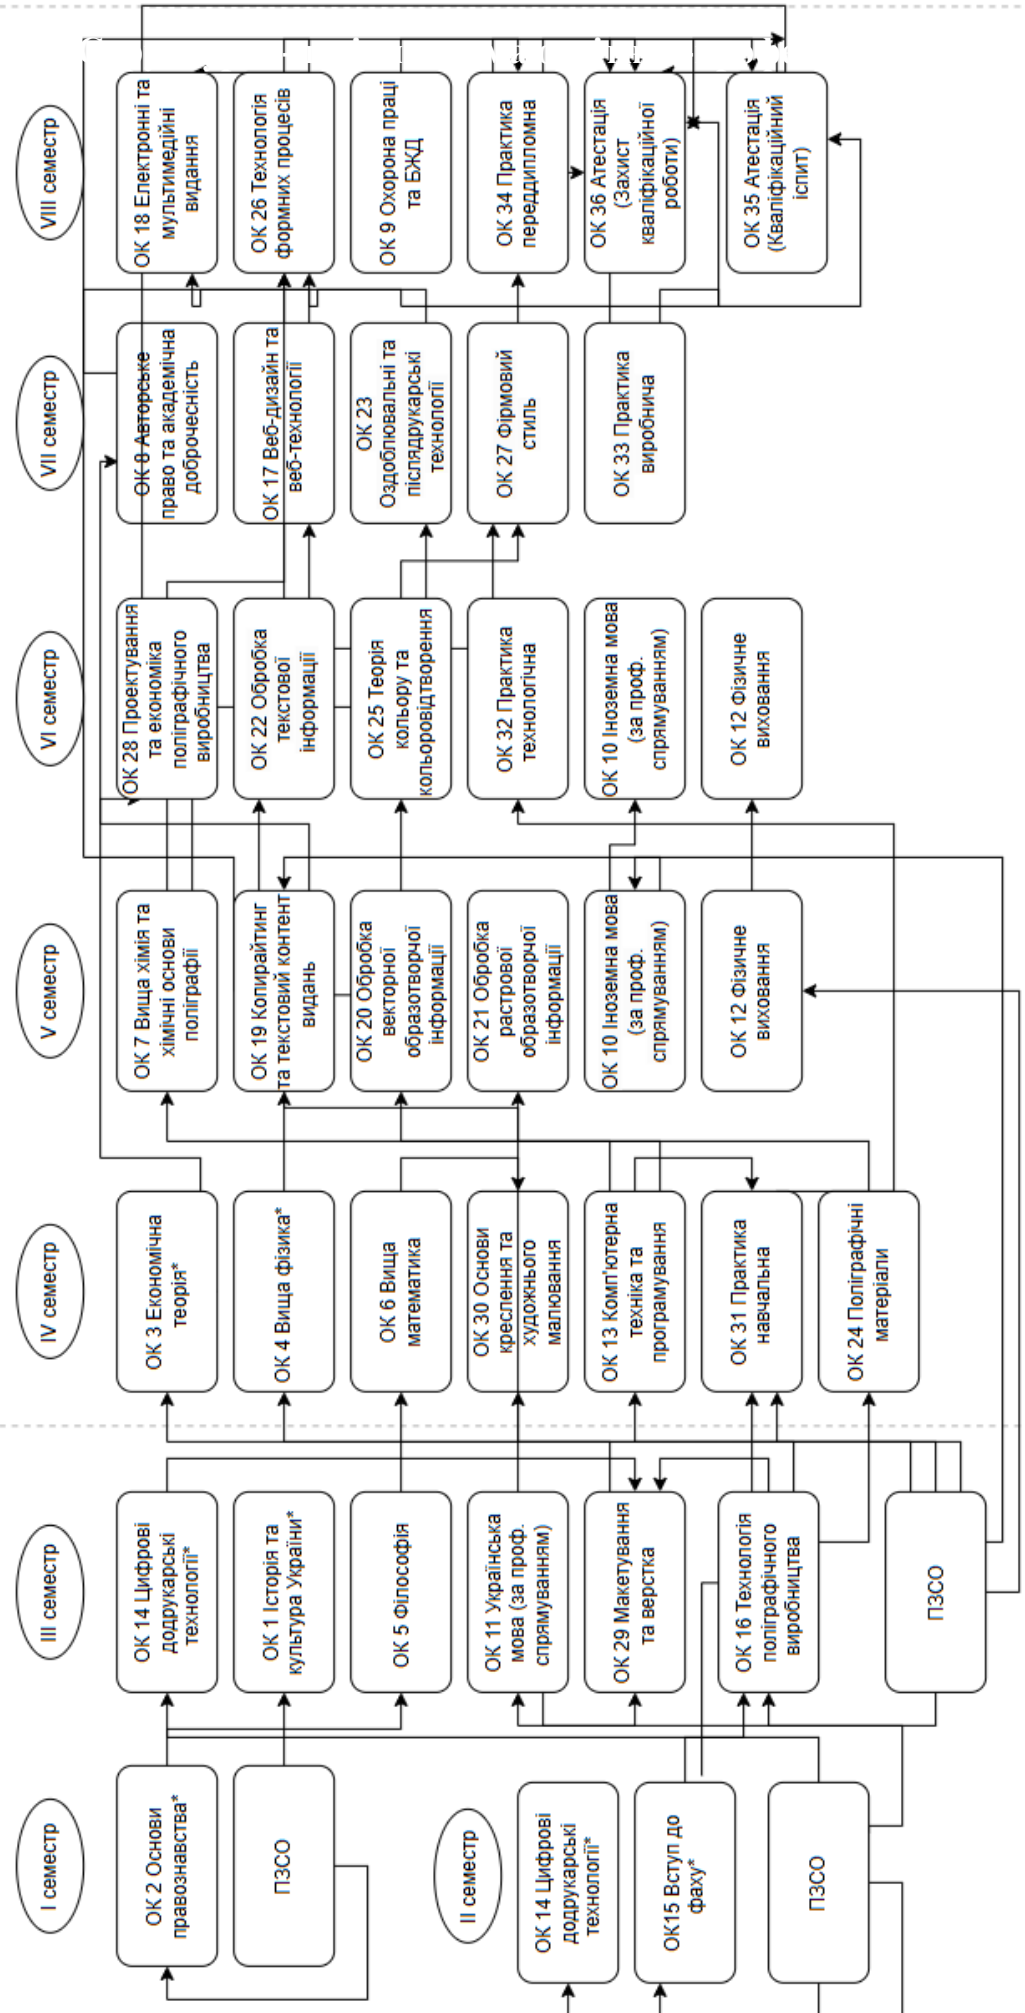 I семестр
ОК 2 Основи
правознавства*
ПЗСО
II семестр
ОК 14 Цифрові
додрукарські
технології*
ОК15 Вступ до
фаху*
ПЗСО
III семестр
ОК 14 Цифрові
додрукарські
технології*
ОК 1 Історія та
культура України*
ОК 5 Філософія
ОК 11 Українська
мова (за проф.
спрямуванням)
ОК 29 Макетування
та верстка
ОК 16 Технологія
поліграфічного
виробництва
ПЗСО
IV семестр
ОК 3 Економічна
теорія*
ОК 4 Вища фізика*
ОК 6 Вища
математика
ОК 30 Основи
креслення та
художнього
малювання
ОК 13 Комп'ютерна
техніка та
програмування
ОК 31 Практика
навчальна
ОК 24 Поліграфічні
матеріали
V семестр
ОК 7 Вища хімія та
хімічні основи
поліграфії
ОК 19 Копирайтинг
та текстовий контент
видань
ОК 20 Обробка
векторної
образотворчої
інформації
ОК 21 Обробка
растрової
образотворчої
інформації
ОК 10 Іноземна мова
(за проф.
спрямуванням)
ОК 12 Фізичне
виховання
VI семестр
ОК 28 Проектування
та економіка
поліграфічного
виробництва
ОК 22 Обробка
текстової
інформації
ОК 25 Теорія
кольору та
кольоровідтворення
ОК 32 Практика
технологічна
ОК 10 Іноземна мова
(за проф.
спрямуванням)
ОК 12 Фізичне
виховання
VII семестр
ОК 8 Авторське
право та академічна
доброчесність
ОК 17 Веб-дизайн та
веб-технології
ОК 23
Оздоблювальні та
післядрукарські
технології
ОК 27 Фірмовий
стиль
ОК 33 Практика
виробнича
VIII семестр
ОК 18 Електронні та
мультимедійні
видання
ОК 26 Технологія
формних процесів
ОК 9 Охорона праці
та БЖД
ОК 34 Практика
переддипломна
ОК 36 Атестація
(Захист
кваліфікаційної
роботи)
ОК 35 Атестація
(Кваліфікаційний
іспит)